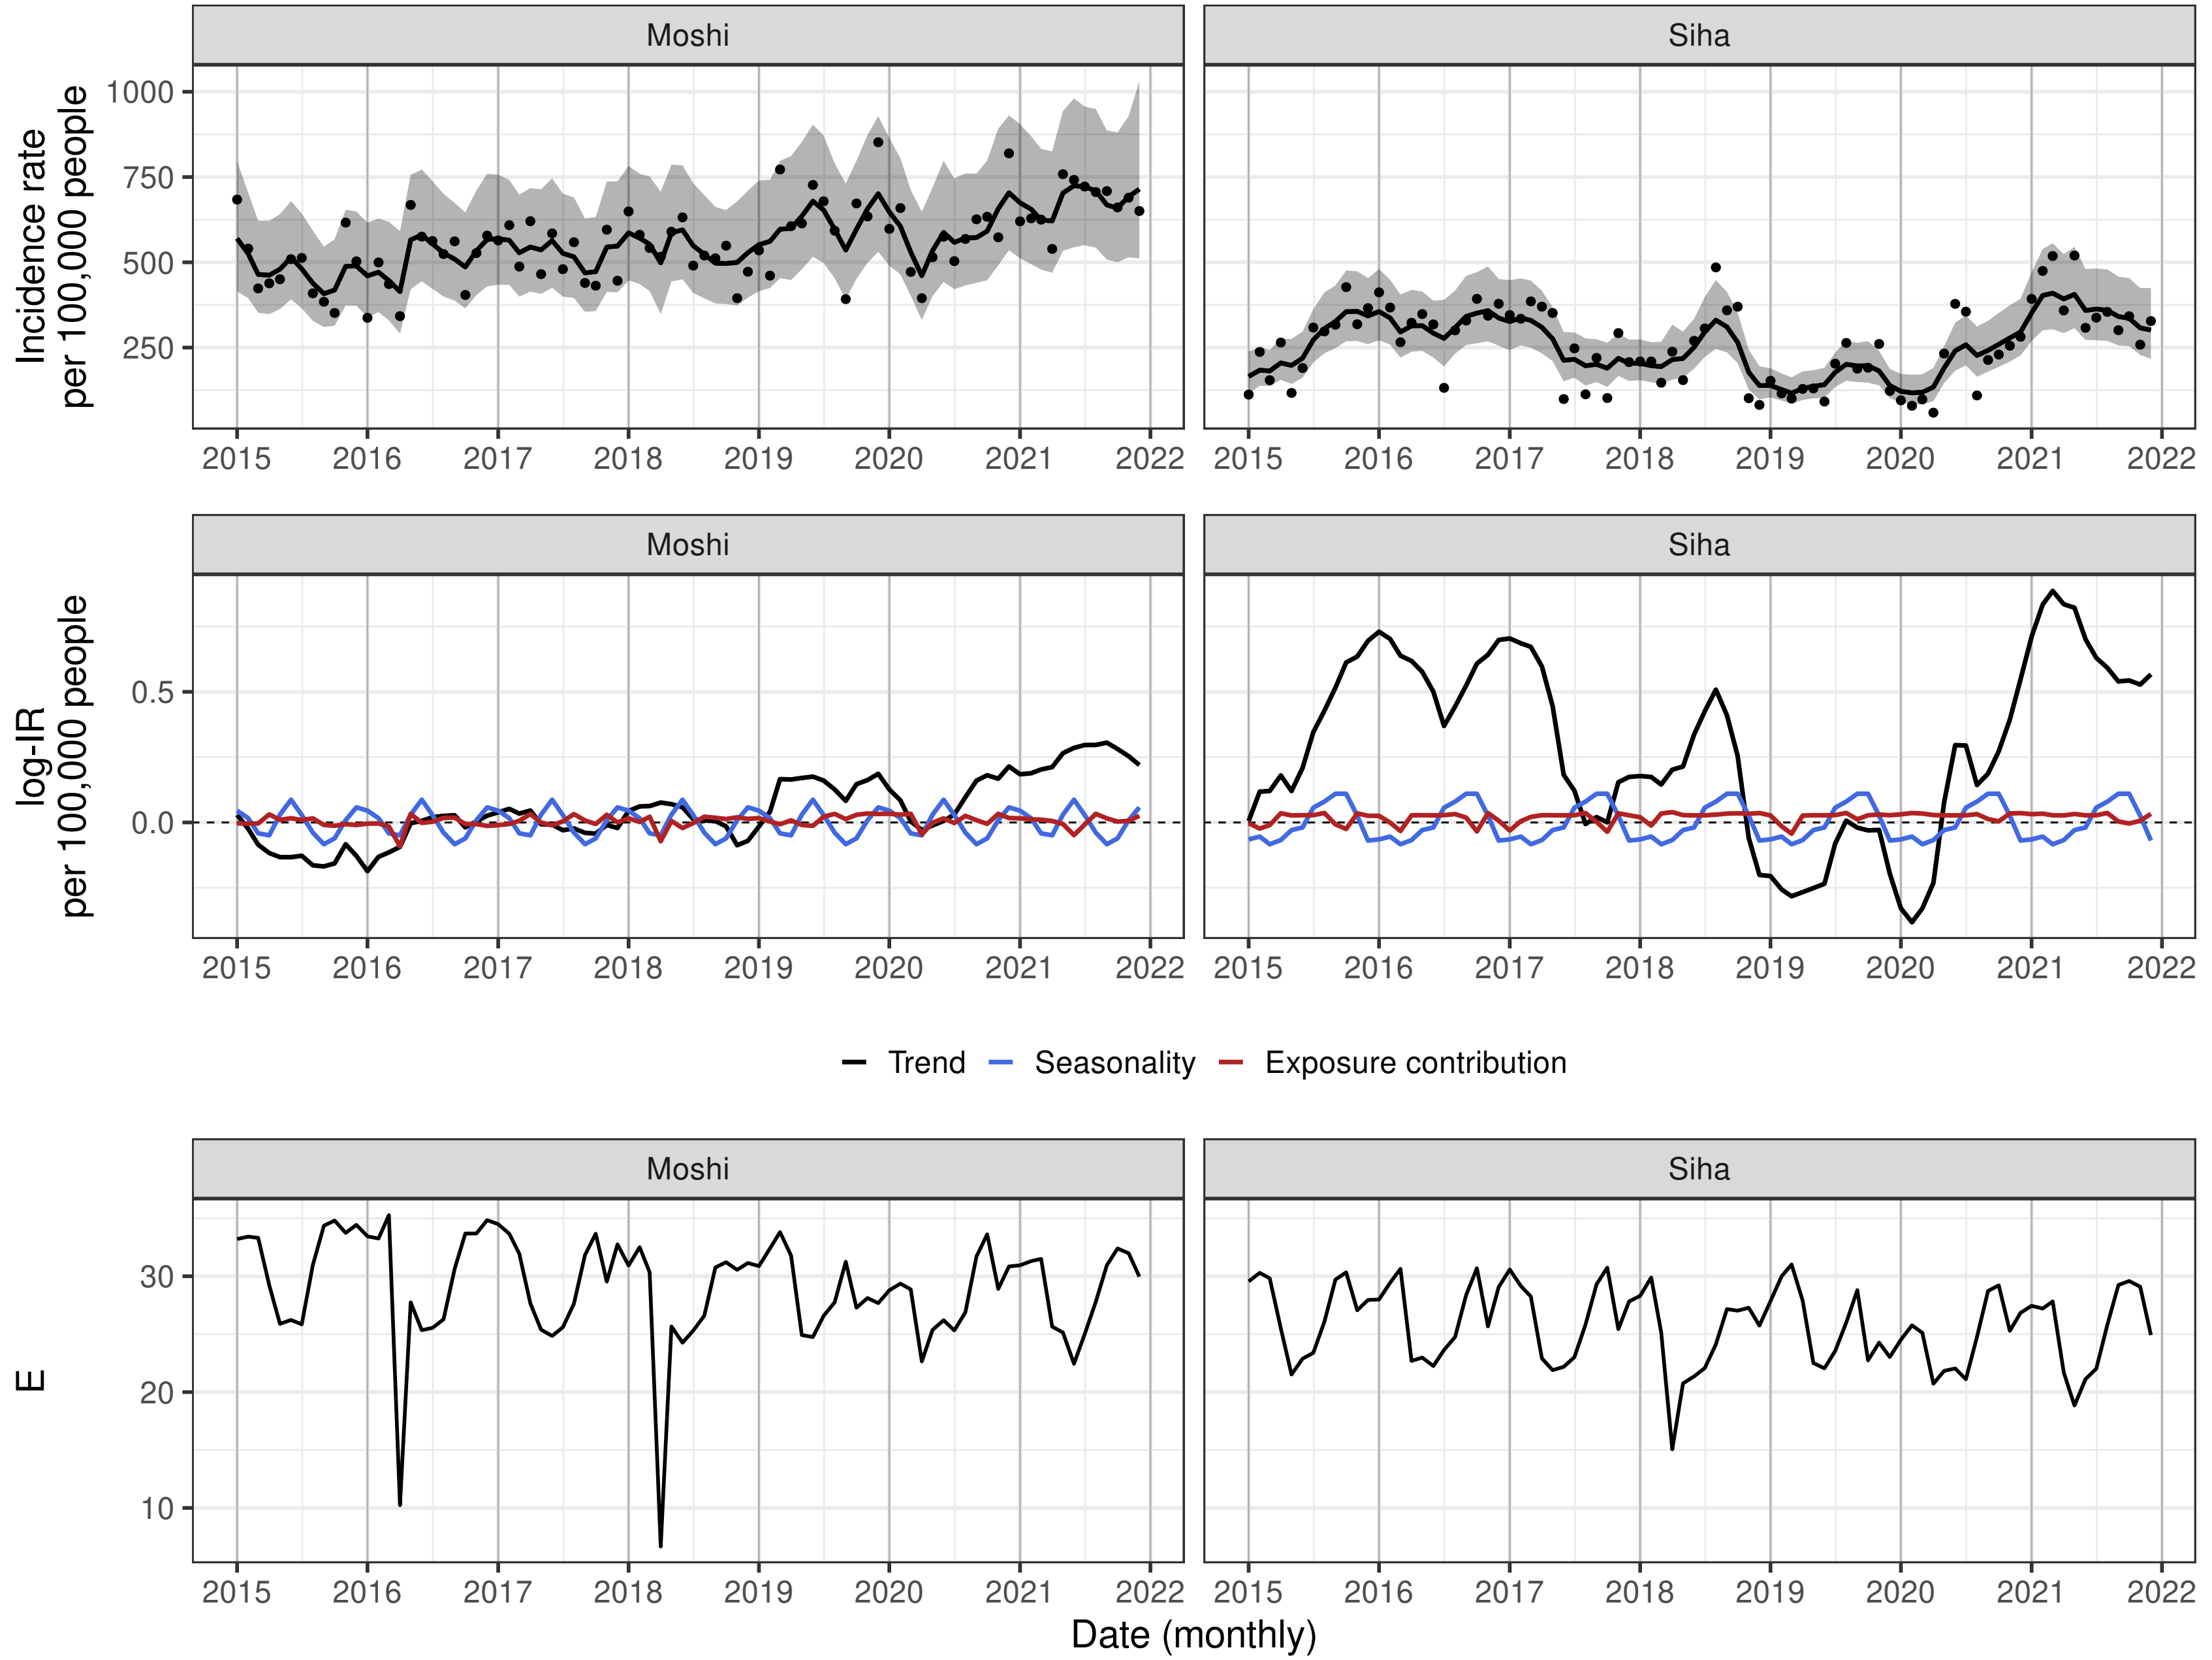 Moshi
Siha
Incidence rate
per 100,000 people
1000
750
500
250
2015 2016 2017 2018 2019 2020 2021 2022
2015 2016 2017 2018 2019 2020 2021 2022
Moshi
Siha
log-IR
per 100,000 people
0.5
0.0
2015 2016 2017 2018 2019 2020 2021 2022
2015 2016 2017 2018 2019 2020 2021 2022
Trend Seasonality Exposure contribution
Moshi
Siha
E
30
20
10
2015 2016 2017 2018 2019 2020 2021 2022
2015 2016 2017 2018 2019 2020 2021 2022
Date (monthly)